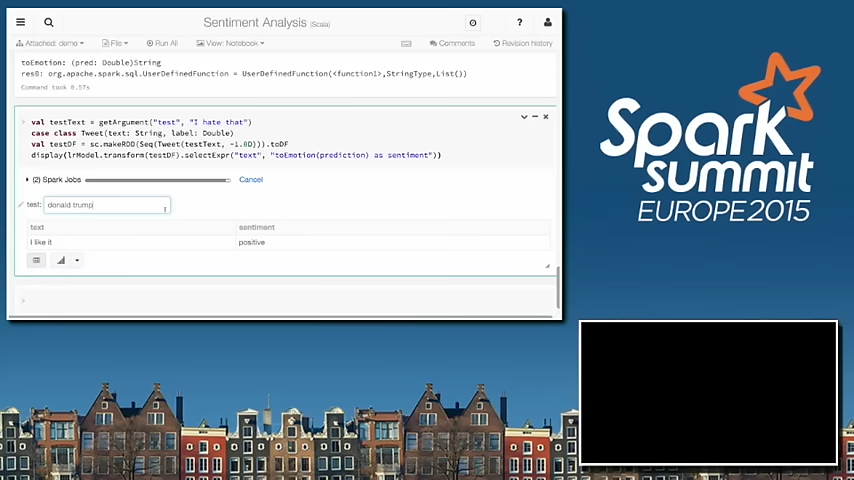 Sentiment Analysis (Scala)
?
Attached: demo
File
Run All
View: Notebook
Comments
Revision history
toEmotion: (pred: Double)String
res8: org.apache.spark.sql.UserDefinedFunction = UserDefinedFunction(<function1>,StringType,List())
Command took 0.57s
> val testText = getArgument("test", "I hate that")
case class Tweet(text: String, label: Double)
val testDF = sc.makeRDD(Seq(Tweet(testText, -1.0D))).toDF
display(lrModel.transform(testDF).selectExpr("text", "toEmotion(prediction) as sentiment"))
(2) Spark Jobs
Cancel
test: donald trump
text sentiment
I like it positive
>
Spark
summit
EUROPE 2015